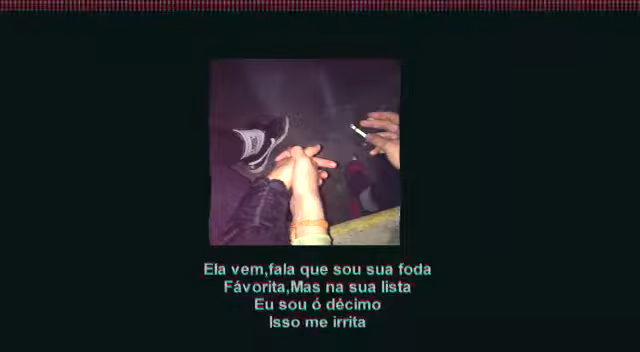 Ela vem,fala que sou sua foda
Fávorita,Mas na sua lista
Eu sou ó décimo
Isso me irrita